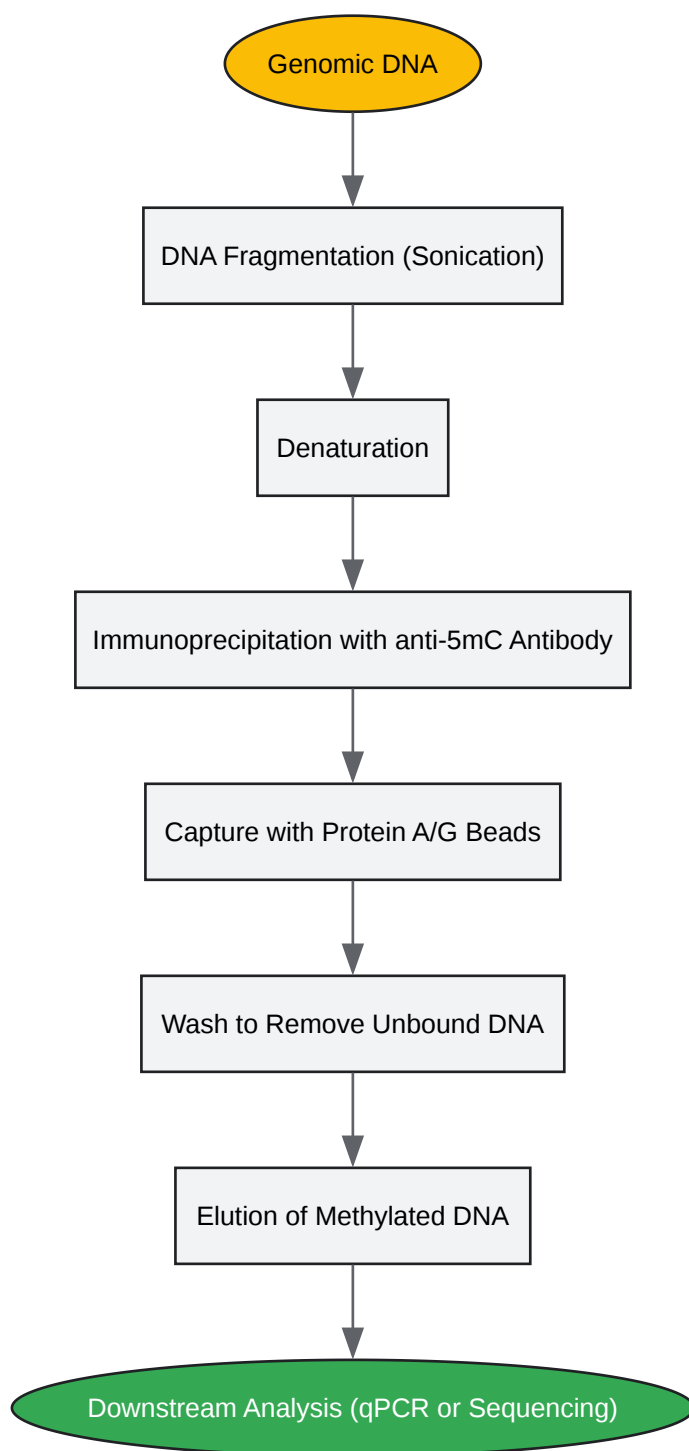 Genomic DNA
DNA Fragmentation (Sonication)
Denaturation
Immunoprecipitation with anti-5mC Antibody
Capture with Protein A/G Beads
Wash to Remove Unbound DNA
Elution of Methylated DNA
Downstream Analysis (qPCR or Sequencing)